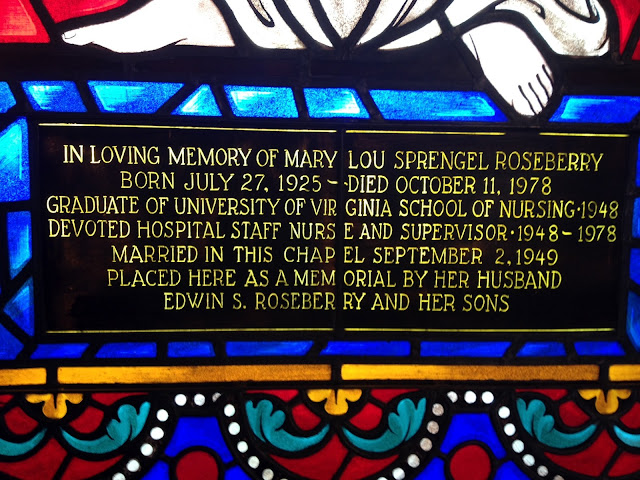 IN LOVING MEMORY OF MARY LOU SPRENGEL ROSEBERRY
BORN JULY 27, 1925 - DIED OCTOBER 11, 1978
GRADUATE OF UNIVERSITY OF VIRGINIA SCHOOL OF NURSING·1948
DEVOTED HOSPITAL STAFF NURSE AND SUPERVISOR·1948-1978
MARRIED IN THIS CHAPEL SEPTEMBER 2, 1949
PLACED HERE AS A MEMORIAL BY HER HUSBAND
EDWIN S. ROSEBERRY AND HER SONS